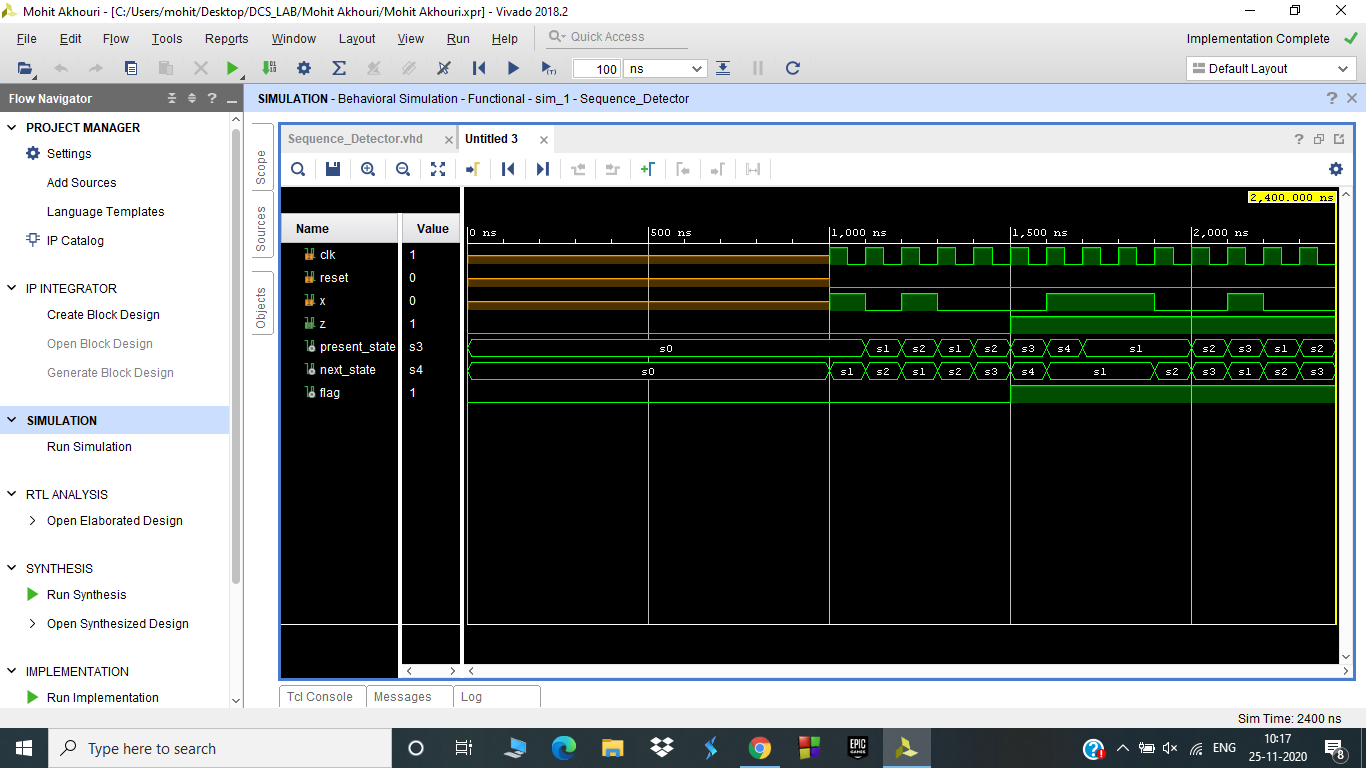 Mohit Akhouri - [C:/Users/mohit/Desktop/DCS_LAB/Mohit Akhouri/Mohit Akhouri.xpr] - Vivado 2018.2
File Edit Flow Tools Reports Window Layout View Run Help Quick Access Implementation Complete
100 ns Default Layout
Flow Navigator
SIMULATION - Behavioral Simulation - Functional - sim_1 - Sequence_Detector
PROJECT MANAGER
Settings
Add Sources
Language Templates
IP Catalog
IP INTEGRATOR
Create Block Design
Open Block Design
Generate Block Design
SIMULATION
Run Simulation
RTL ANALYSIS
Open Elaborated Design
SYNTHESIS
Run Synthesis
Open Synthesized Design
IMPLEMENTATION
Run Implementation
Scope
Sources
Objects
Sequence_Detector.vhd Untitled 3
2,400.000 ns
Name Value 0 ns 500 ns 1,000 ns 1,500 ns 2,000 ns
clk 1
reset 0
x 0
z 1
present_state s3 s0 s1 s2 s1 s2 s3 s4 s1 s2 s3 s1 s2
next_state s4 s0 s1 s2 s1 s2 s3 s4 s1 s2 s3 s1 s2 s3
flag 1
Tcl Console Messages Log
Sim Time: 2400 ns
Type here to search
EPIC GAMES
ENG
10:17
25-11-2020
8